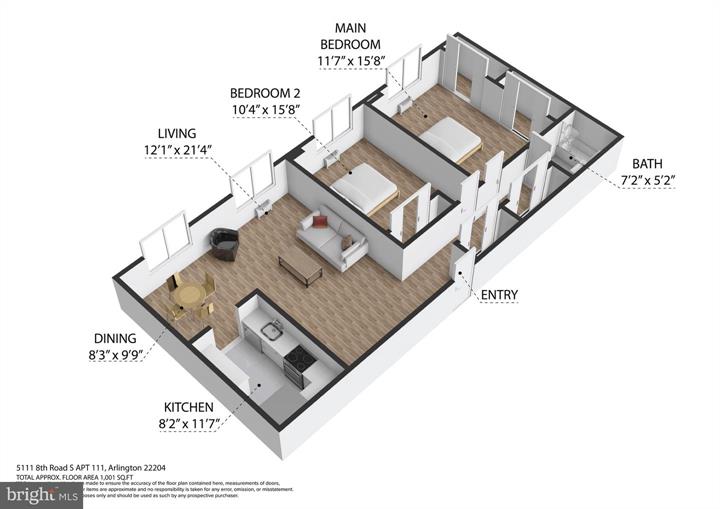 MAIN
BEDROOM
11'7" x 15'8"
BEDROOM 2
10'4" x 15'8"
LIVING
12'1" x 21'4"
BATH
7'2" x 5'2"
ENTRY
DINING
8'3" x 9'9"
KITCHEN
8'2" x 11'7"
5111 8th Road S APT 111, Arlington 22204
TOTAL APPROX. FLOOR AREA 1,001 SQ.FT
made to ensure the accuracy of the floor plan contained here, measurements of doors,
items are approximate and no responsibility is taken for any error, omission, or misstatement.
poses only and should be used as such by any prospective purchaser.
bright MLS